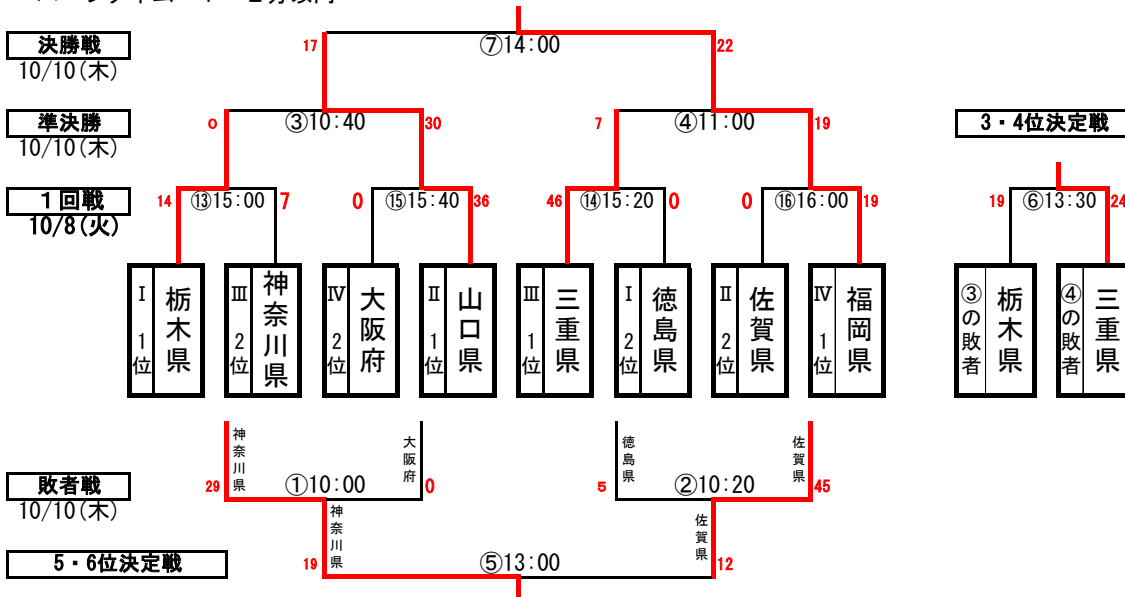 決勝戦
10/10(木)
17 ⑦14:00 22
準決勝
10/10(木)
0 ③10:40 30 7 ④11:00 19
3・4位決定戦
1回戦
10/8(火)
14 ⑬15:00 7 0 ⑮15:40 36 46 ⑭15:20 0 0 ⑯16:00 19 19 ⑥13:30 24
Ⅰ 1位 栃木県
Ⅲ 2位 神奈川県
Ⅳ 2位 大阪府
Ⅱ 1位 山口県
Ⅲ 1位 三重県
Ⅰ 2位 徳島県
Ⅱ 2位 佐賀県
Ⅳ 1位 福岡県
③の敗者 栃木県
④の敗者 三重県
神奈川県
大阪府
徳島県
佐賀県
敗者戦
10/10(木)
29 ①10:00 0 5 ②10:20 45
神奈川県
佐賀県
5・6位決定戦
19 ⑤13:00 12